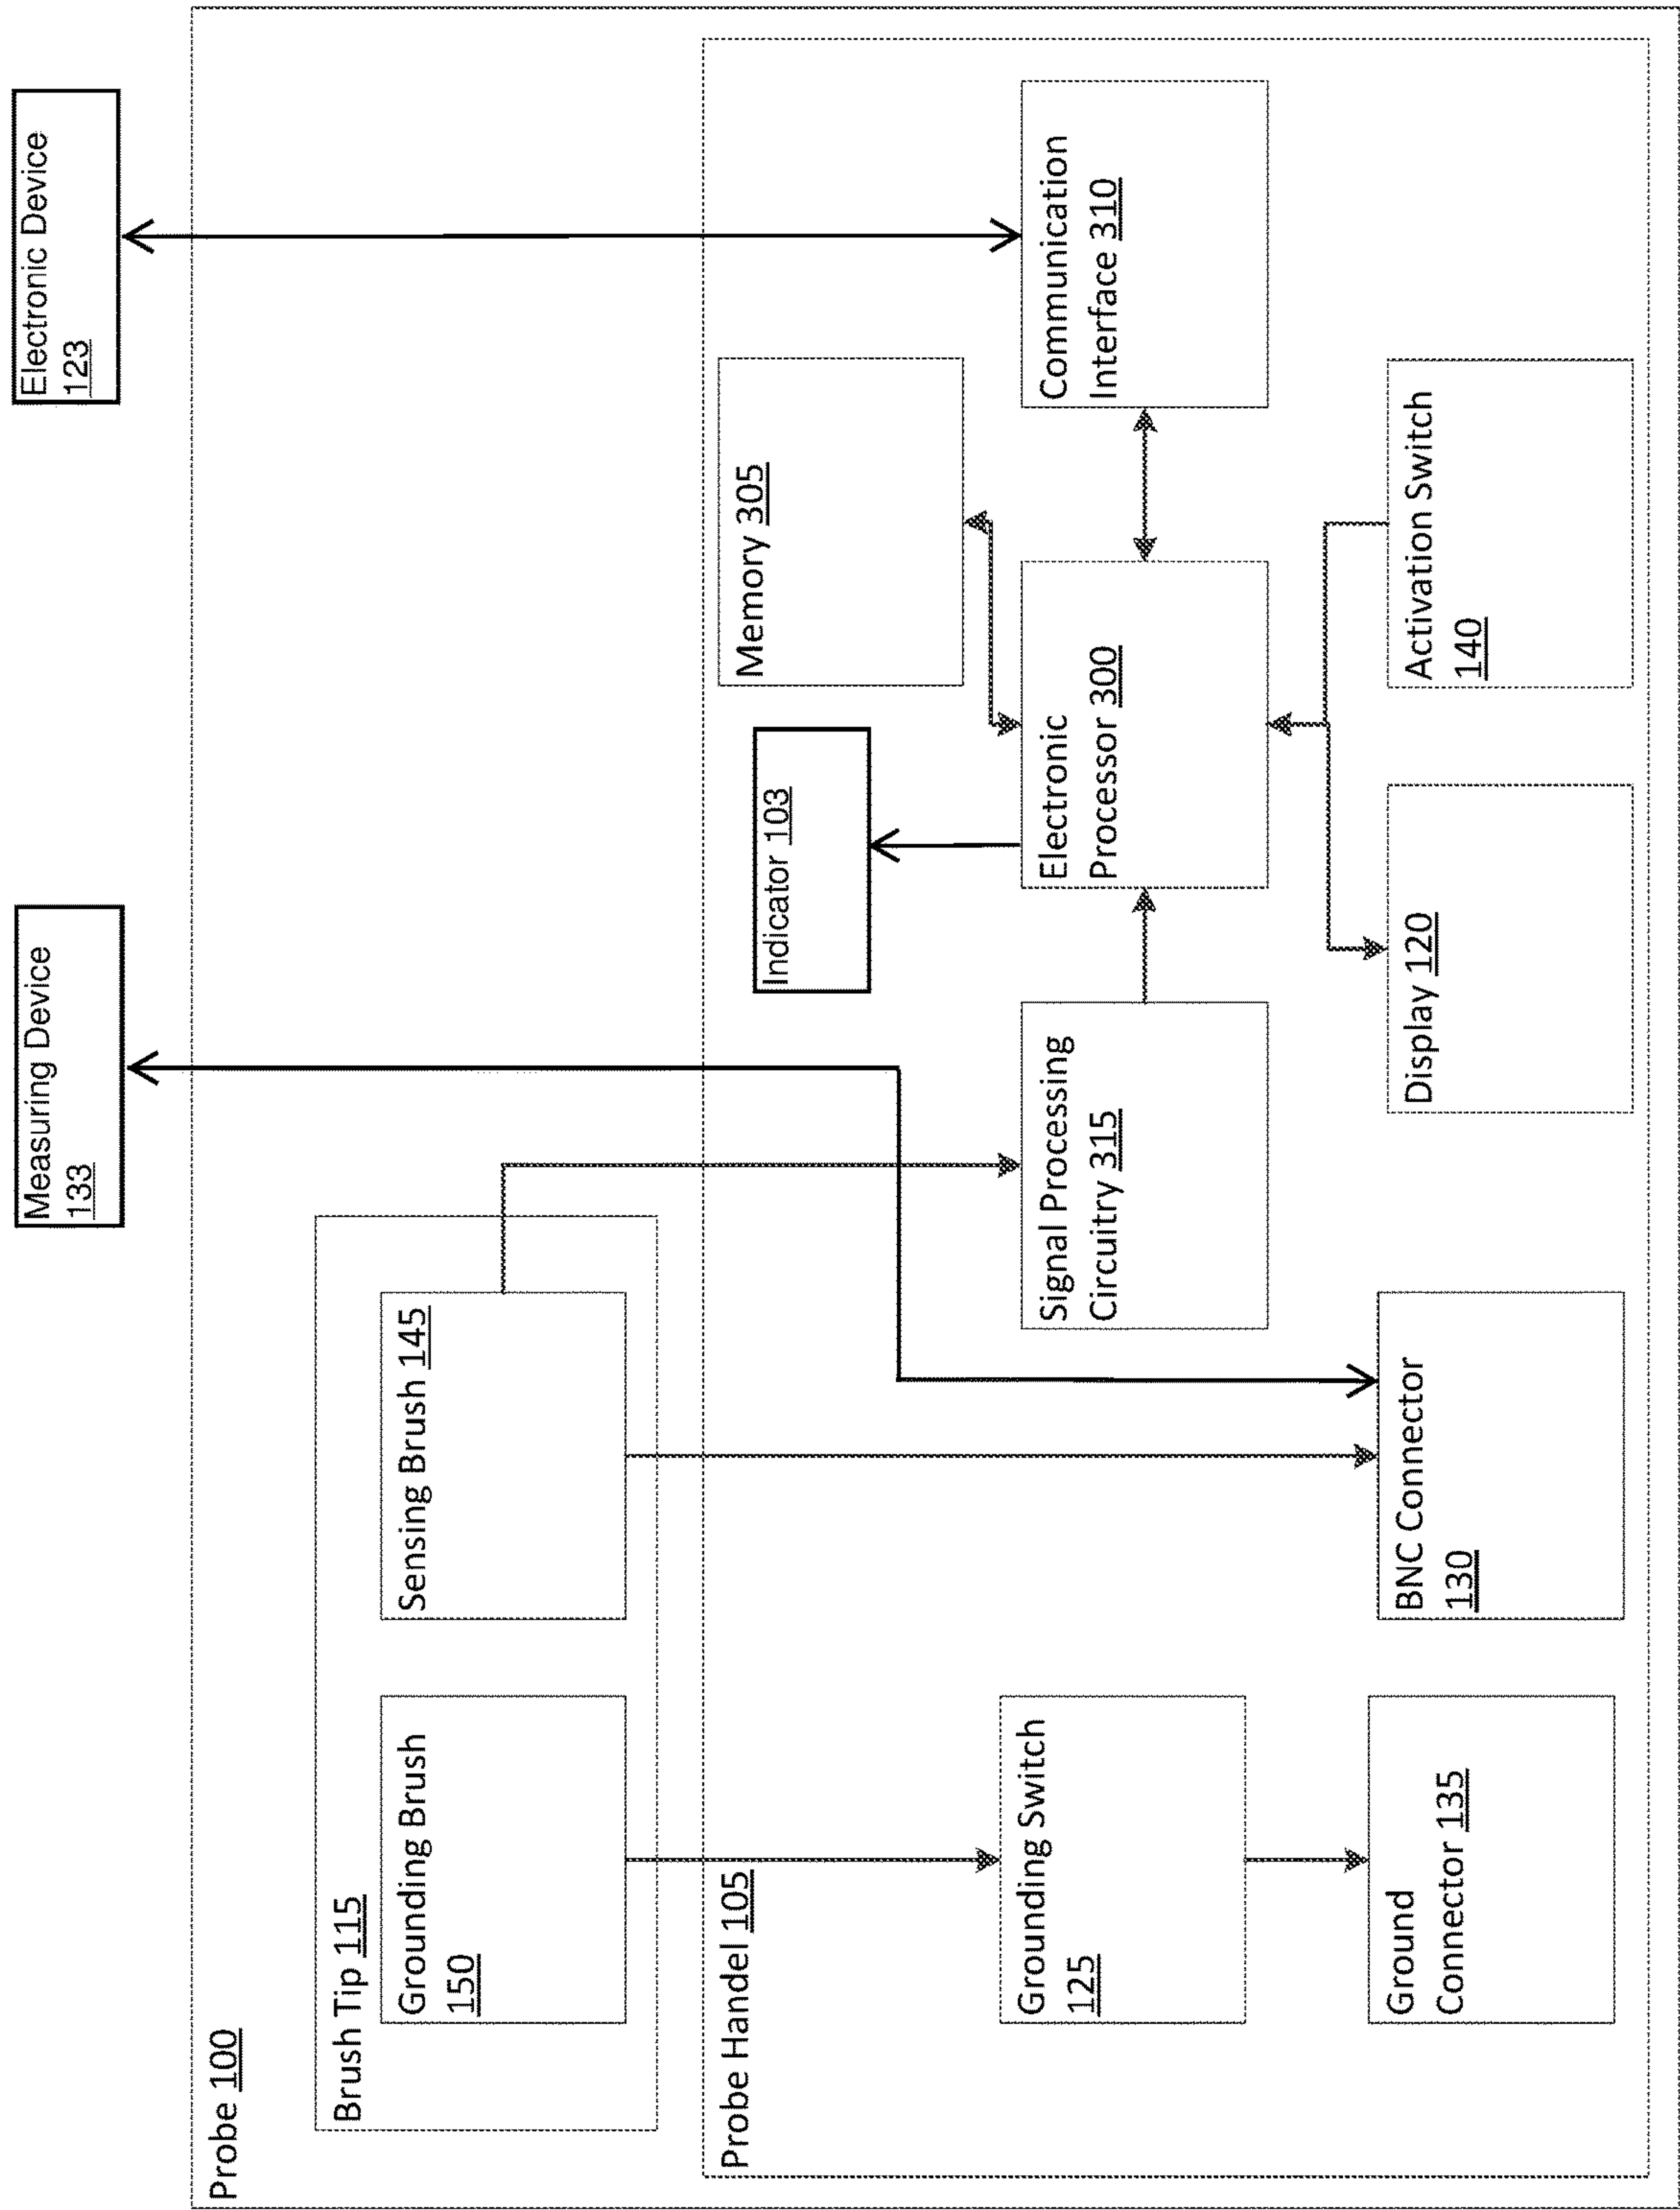 Measuring Device
133
Electronic Device
123
Probe 100
Brush Tip 115
Grounding Brush
150
Sensing Brush 145
Probe Handel 105
Indicator 103
Memory 305
Grounding Switch
125
Signal Processing
Circuitry 315
Electronic
Processor 300
Communication
Interface 310
Ground
Connector 135
BNC Connector
130
Display 120
Activation Switch
140